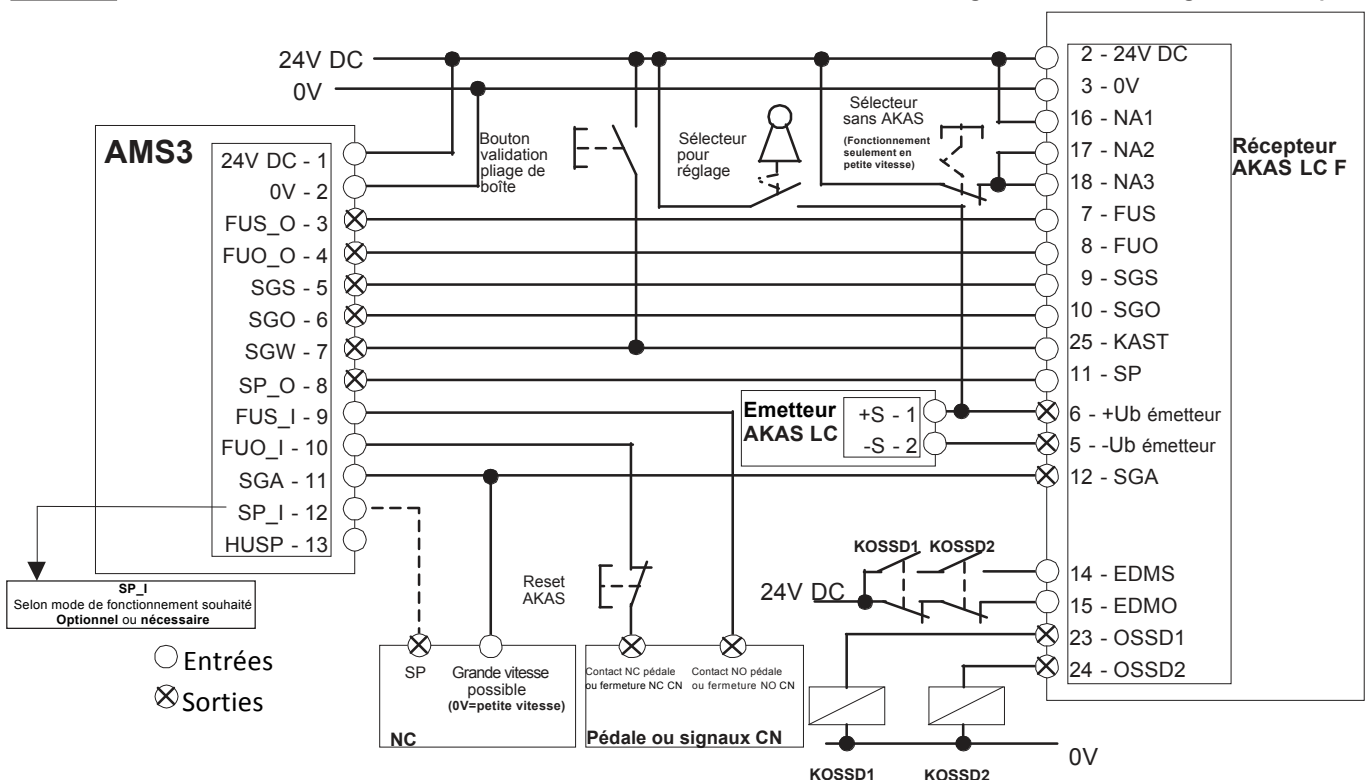 24V DC
0V
AMS3
24V DC - 1
0V - 2
FUS_O - 3
FUO_O - 4
SGS - 5
SGO - 6
SGW - 7
SP_O - 8
FUS_I - 9
FUO_I - 10
SGA - 11
SP_I - 12
HUSP - 13
Bouton
validation
pliage de
boîte
Sélecteur
pour
réglage
Sélecteur
sans AKAS
(Fonctionnement
seulement en
petite vitesse)
2 - 24V DC
3 - 0V
16 - NA1
17 - NA2
18 - NA3
7 - FUS
8 - FUO
9 - SGS
10 - SGO
25 - KAST
11 - SP
6 - +Ub émetteur
5 - -Ub émetteur
12 - SGA
14 - EDMS
15 - EDMO
23 - OSSD1
24 - OSSD2
Récepteur
AKAS LC F
Emetteur
AKAS LC
+S - 1
-S - 2
SP_I
Selon mode de fonctionnement souhaité
Optionnel ou nécessaire
Entrées
Sorties
Reset
AKAS
SP
Grande vitesse
possible
(0V=petite vitesse)
NC
Contact NC pédale
ou fermeture NC CN
Contact NO pédale
ou fermeture NO CN
Pédale ou signaux CN
KOSSD1 KOSSD2
24V DC
0V
KOSSD1
KOSSD2